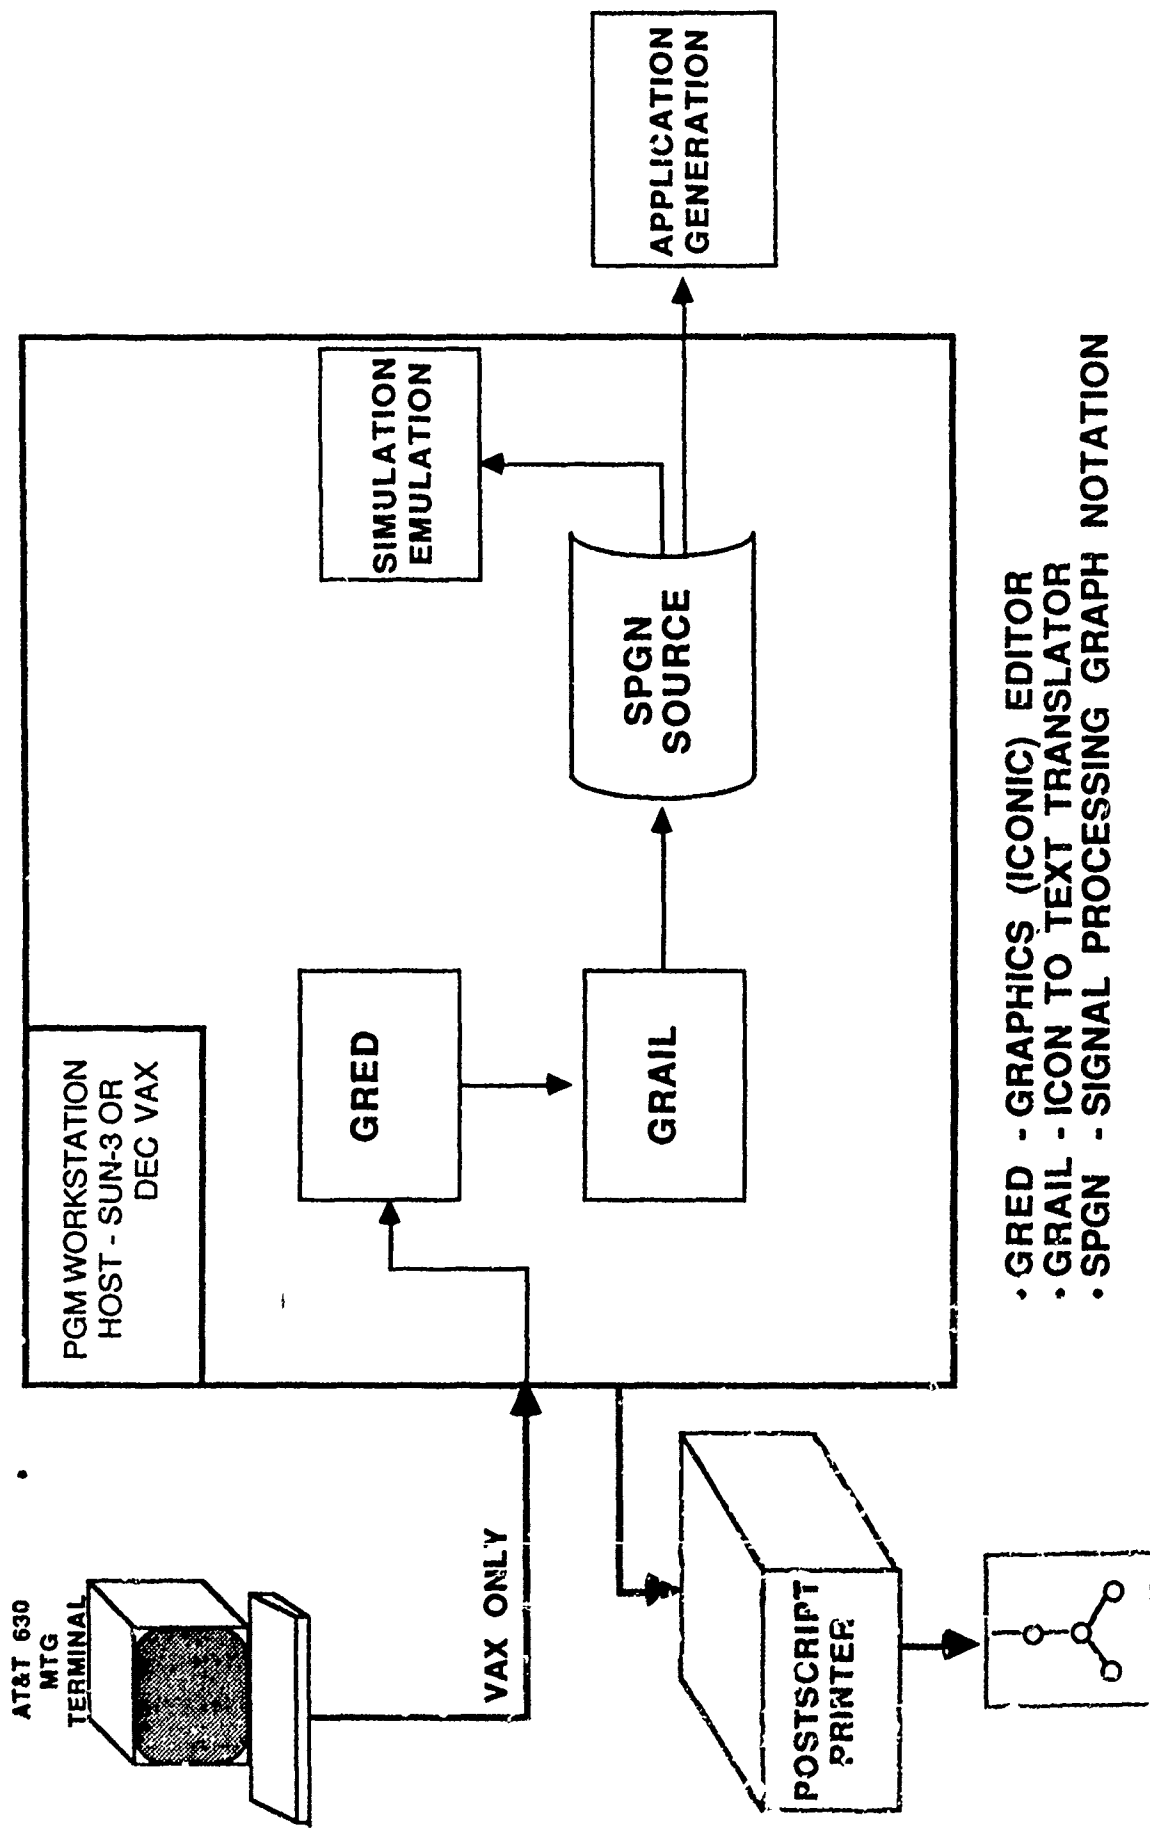 AT&T 630
MTG
TERMINAL
VAX ONLY
POSTSCRIPT
PRINTER
PGM WORKSTATION
HOST - SUN-3 OR
DEC VAX
GRED
GRAIL
SPGN
SOURCE
SIMULATION
EMULATION
APPLICATION
GENERATION
• GRED - GRAPHICS (ICONIC) EDITOR
• GRAIL - ICON TO TEXT TRANSLATOR
• SPGN - SIGNAL PROCESSING GRAPH NOTATION